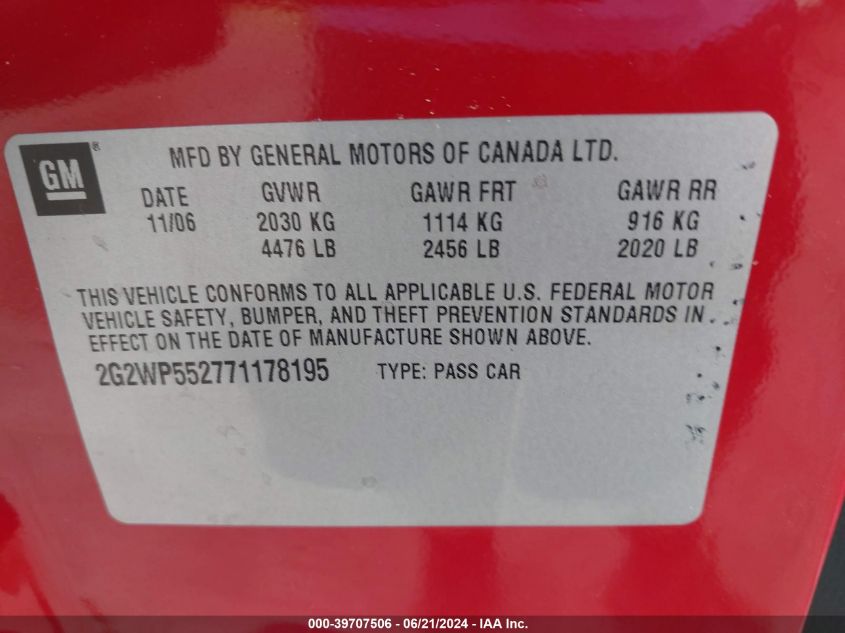 GM®
MFD BY GENERAL MOTORS OF CANADA LTD.
DATE GVWR GAWR FRT GAWR RR
11/06 2030 KG 1114 KG 916 KG
4476 LB 2456 LB 2020 LB
THIS VEHICLE CONFORMS TO ALL APPLICABLE U.S. FEDERAL MOTOR
VEHICLE SAFETY, BUMPER, AND THEFT PREVENTION STANDARDS IN
EFFECT ON THE DATE OF MANUFACTURE SHOWN ABOVE.
2G2WP552771178195 TYPE: PASS CAR
000-39707506 - 06/21/2024 - IAA Inc.